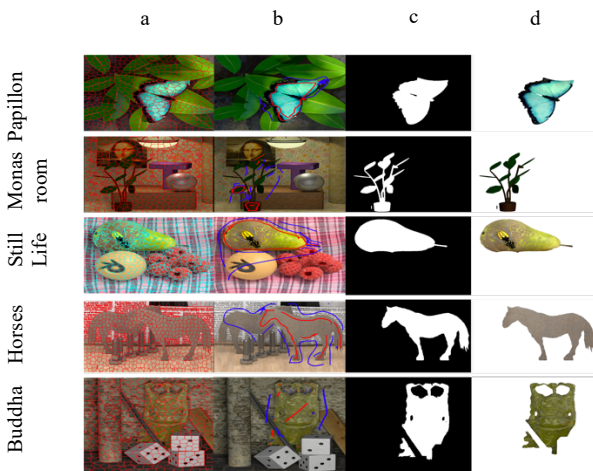 a b c d
Papillon
Monas
room
Still
Life
Horses
Buddha